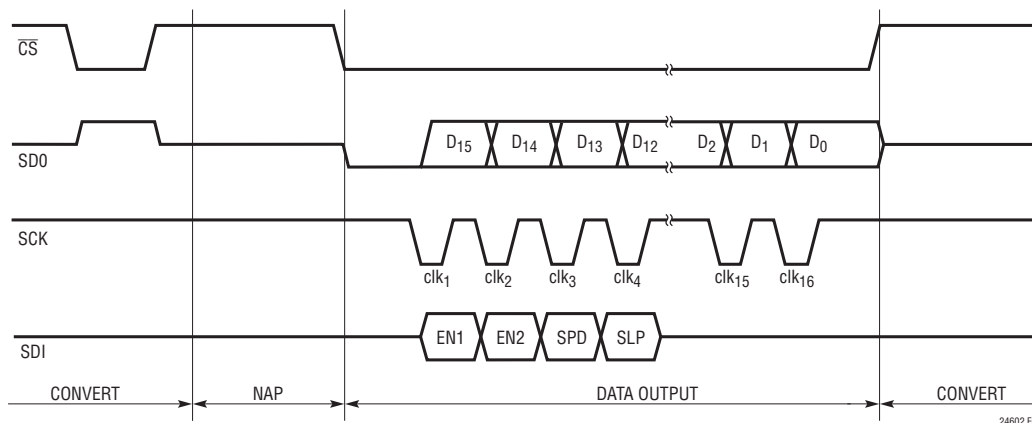 CS
SD0
D15 D14 D13 D12 D2 D1 D0
SCK
clk1 clk2 clk3 clk4 clk15 clk16
SDI
EN1 EN2 SPD SLP
CONVERT NAP DATA OUTPUT CONVERT